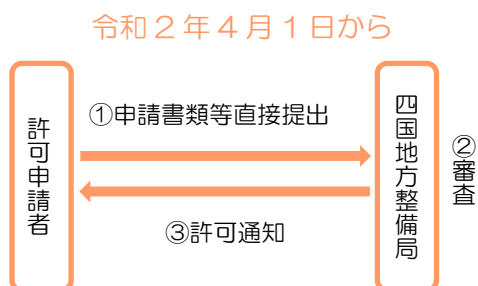 令和２年４月１日から
許可申請者
①申請書類等直接提出
③許可通知
四国地方整備局
②審査